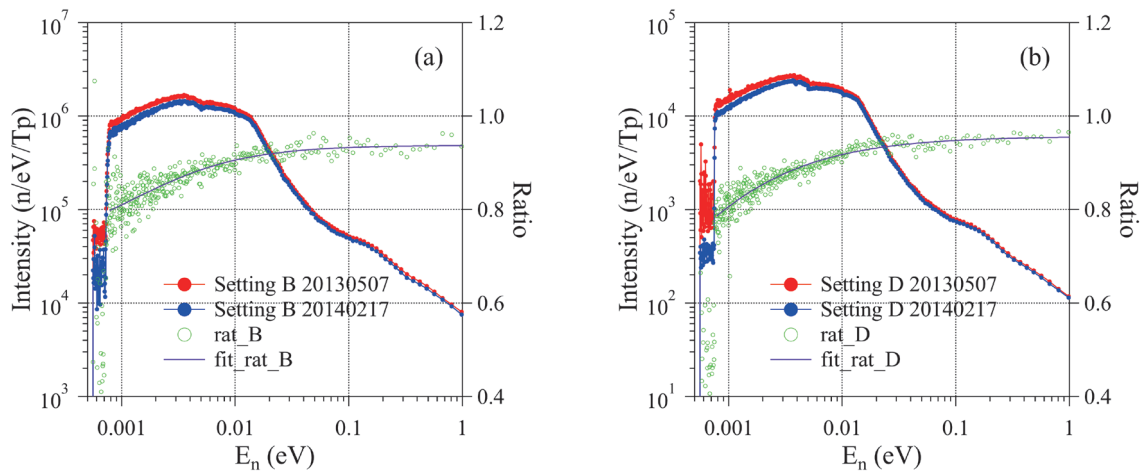 (a)
Intensity (n/eV/Tp)
10^7
10^6
10^5
10^4
10^3
1.2
1.0
0.8
0.6
0.4
Ratio
Setting B 20130507
Setting B 20140217
rat_B
fit_rat_B
0.001
0.01
0.1
1
E_n (eV)
(b)
Intensity (n/eV/Tp)
10^5
10^4
10^3
10^2
10^1
1.2
1.0
0.8
0.6
0.4
Ratio
Setting D 20130507
Setting D 20140217
rat_D
fit_rat_D
0.001
0.01
0.1
1
E_n (eV)